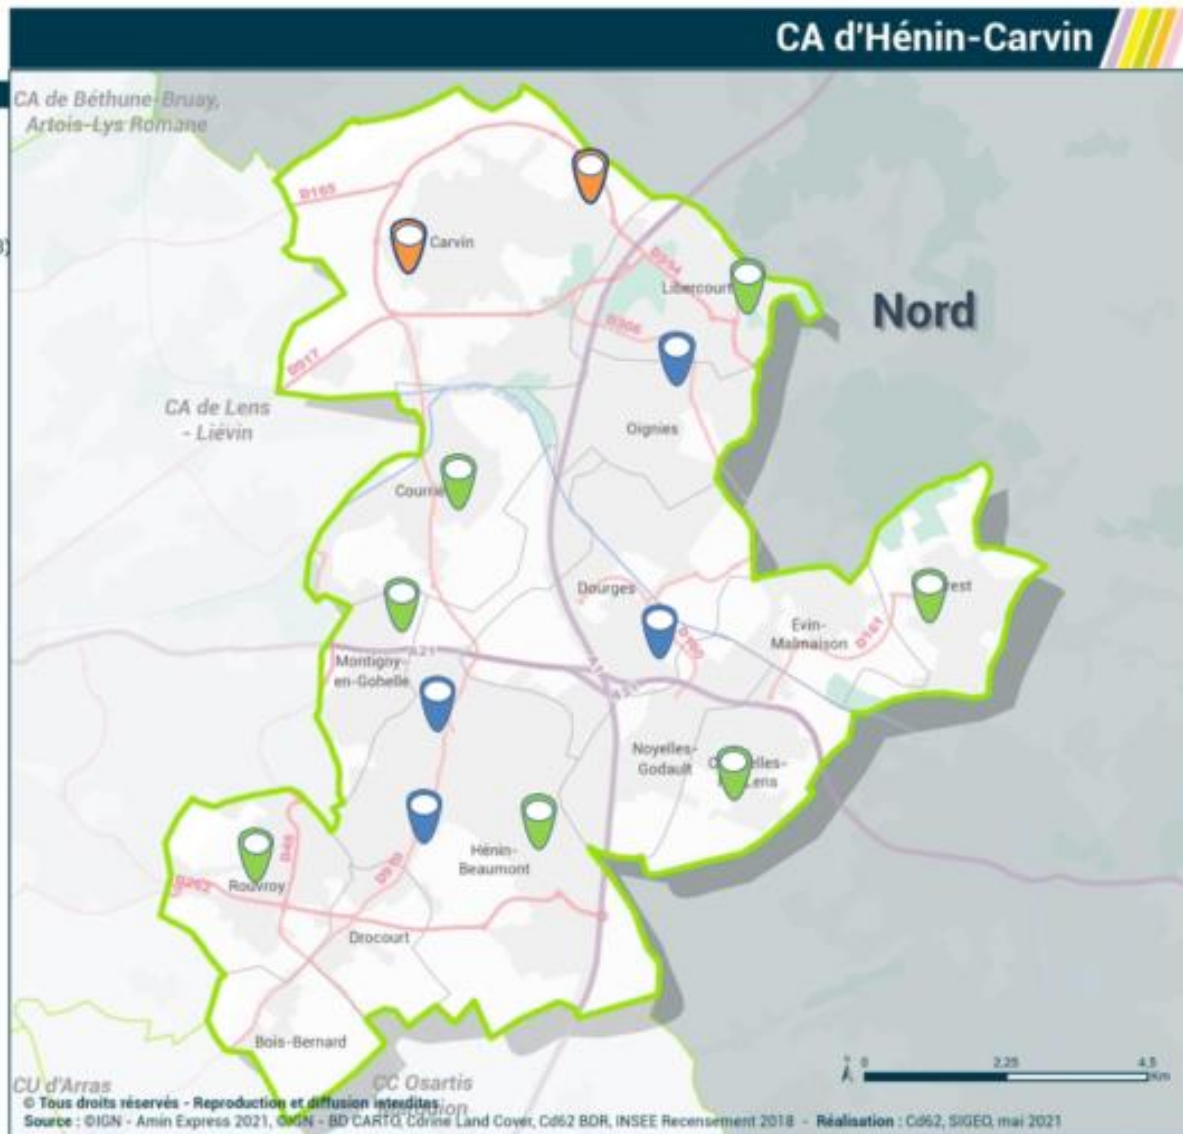 CA d'Hénin-Carvin
CA de Béthune-Bruay,
Artois-Lys Romane
D165
Carvin
D954
Libercourt
Nord
D306
D917
CA de Lens
- Liévin
Oignies
Dourges
Evin-
Malmaison
D161
D160
A21
Montigny-
en-Gohelle
A21
Noyelles-
Godault
Hénin-
Beaumont
Rouvroy
D262
Drocourt
Bois-Bernard
0 2,25 4,5
Km
CU d'Arras
CC Osartis
© Tous droits réservés - Reproduction et diffusion interdites
Source : ©IGN - Amin Express 2021, ©IGN - BD CARTO, Corine Land Cover, Cd62 BDR, INSEE Recensement 2018 - Réalisation : Cd62, SIGEO, mai 2021